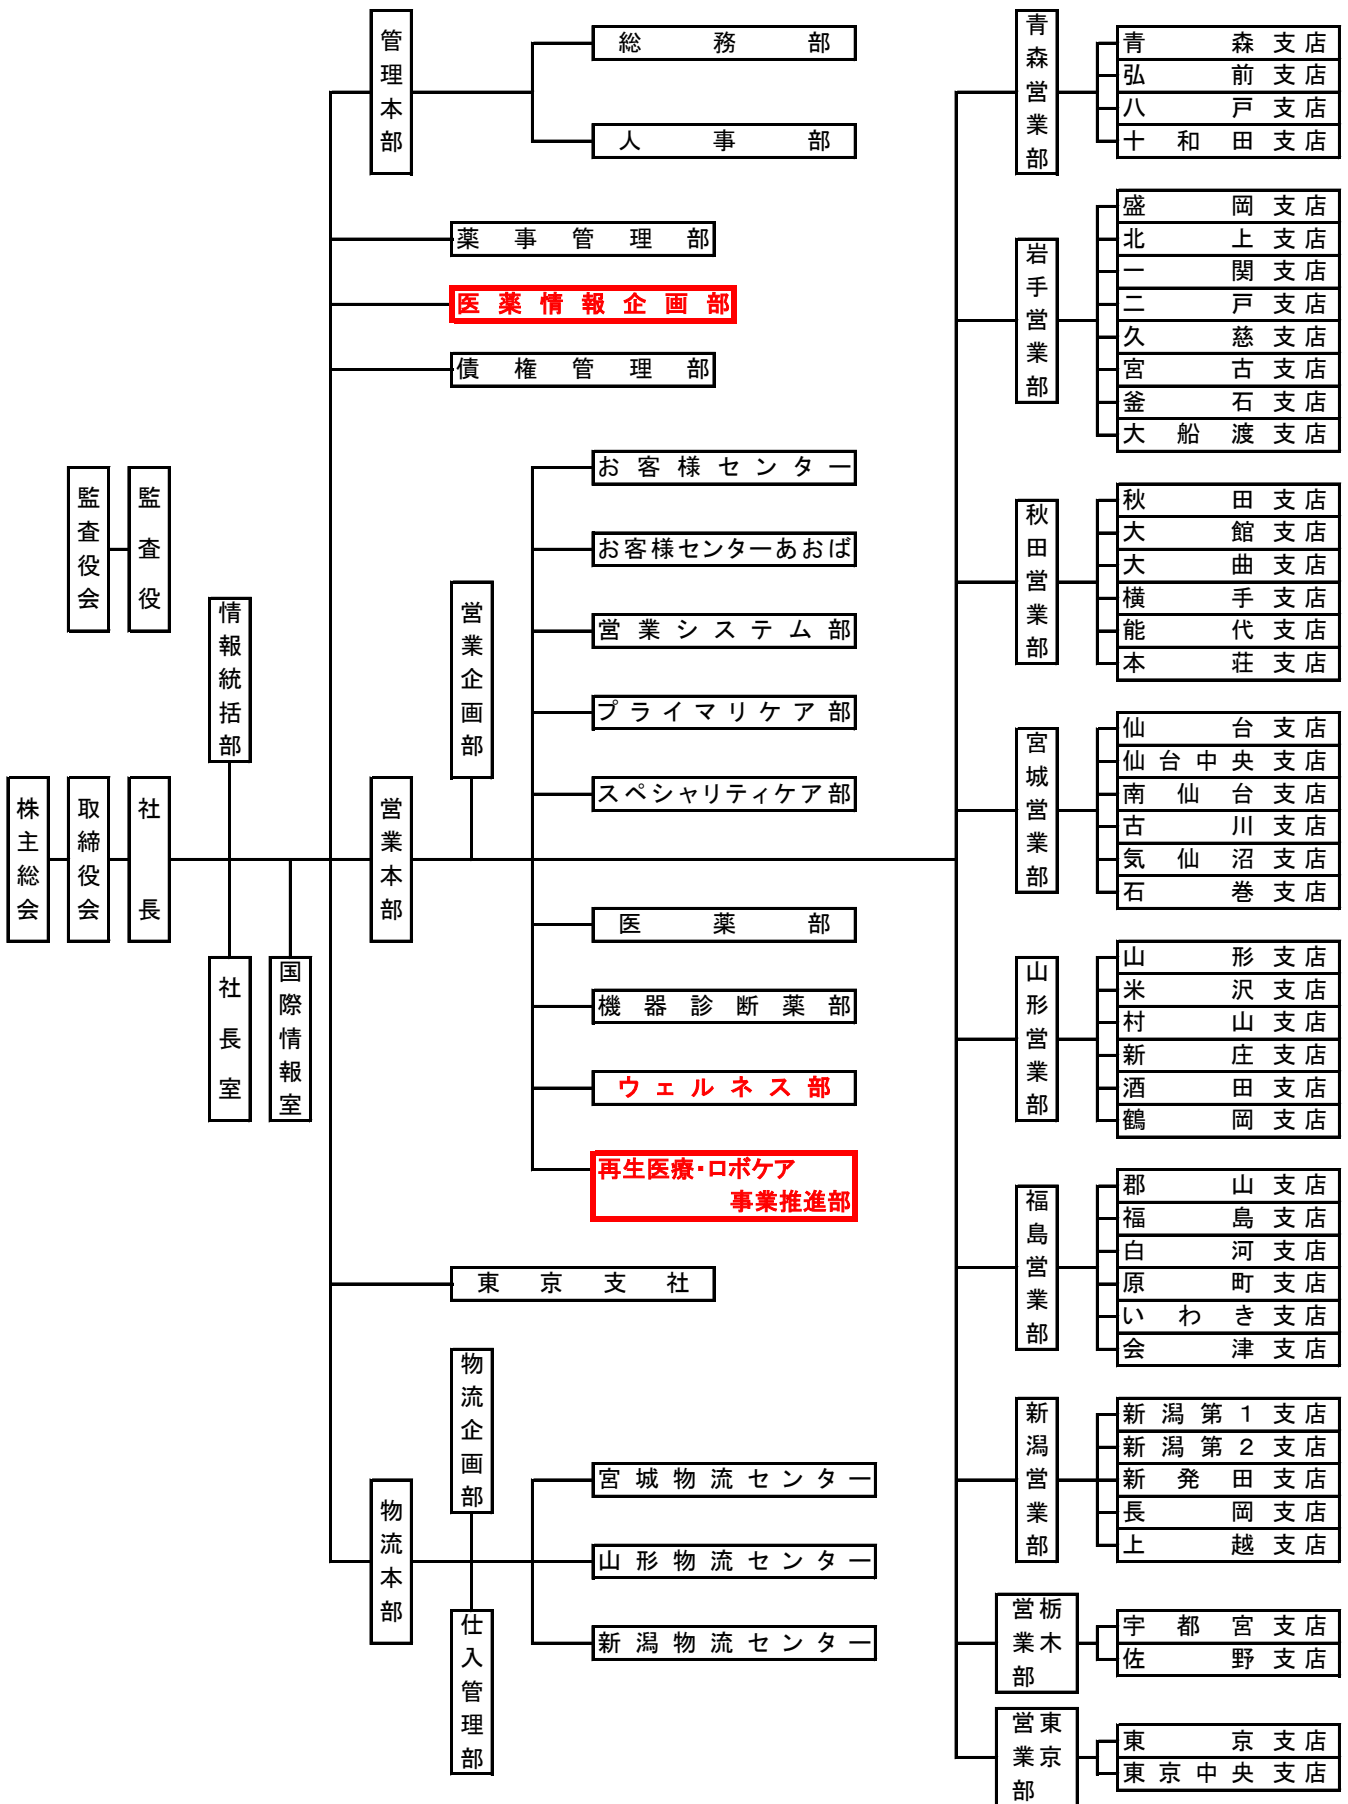 株主総会
取締役会
社長
監査役会
監査役
情報統括部
社長室
国際情報室
管理本部
総務部
人事部
薬事管理部
医薬情報企画部
債権管理部
営業本部
営業企画部
お客様センター
お客様センターあおば
営業システム部
プライマリケア部
スペシャリティケア部
医薬部
機器診断薬部
ウェルネス部
再生医療・ロボケア
事業推進部
東京支社
物流本部
物流企画部
仕入管理部
宮城物流センター
山形物流センター
新潟物流センター
青森営業部
青森支店
弘前支店
八戸支店
十和田支店
岩手営業部
盛岡支店
北上支店
一関支店
二戸支店
久慈支店
宮古支店
釜石支店
大船渡支店
秋田営業部
秋田支店
大館支店
大曲支店
横手支店
能代支店
本荘支店
宮城営業部
仙台支店
仙台中央支店
南仙台支店
古川支店
気仙沼支店
石巻支店
山形営業部
山形支店
米沢支店
村山支店
新庄支店
酒田支店
鶴岡支店
福島営業部
郡山支店
福島支店
白河支店
原町支店
いわき支店
会津支店
新潟営業部
新潟第1支店
新潟第2支店
新発田支店
長岡支店
上越支店
栃木
営業部
宇都宮支店
佐野支店
東京
営業部
東京支店
東京中央支店